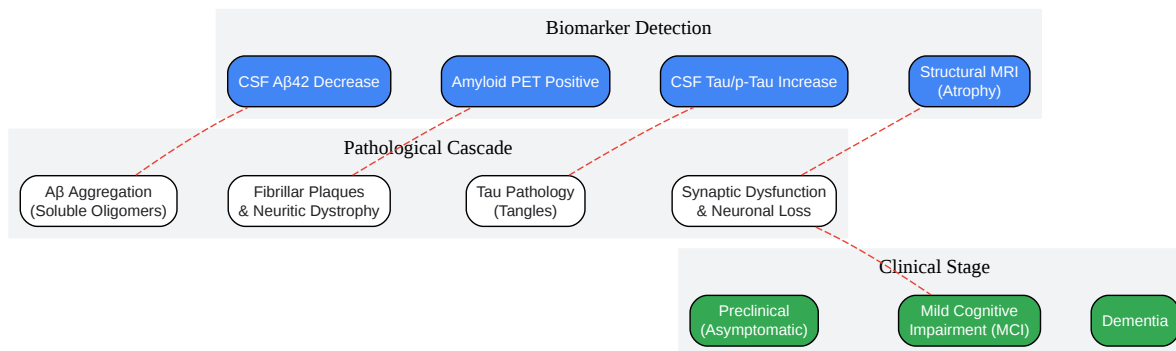 Biomarker Detection
CSF Aβ42 Decrease
Amyloid PET Positive
CSF Tau/p-Tau Increase
Structural MRI
(Atrophy)
Pathological Cascade
Aβ Aggregation
(Soluble Oligomers)
Fibrillar Plaques
& Neuritic Dystrophy
Tau Pathology
(Tangles)
Synaptic Dysfunction
& Neuronal Loss
Clinical Stage
Preclinical
(Asymptomatic)
Mild Cognitive
Impairment (MCI)
Dementia